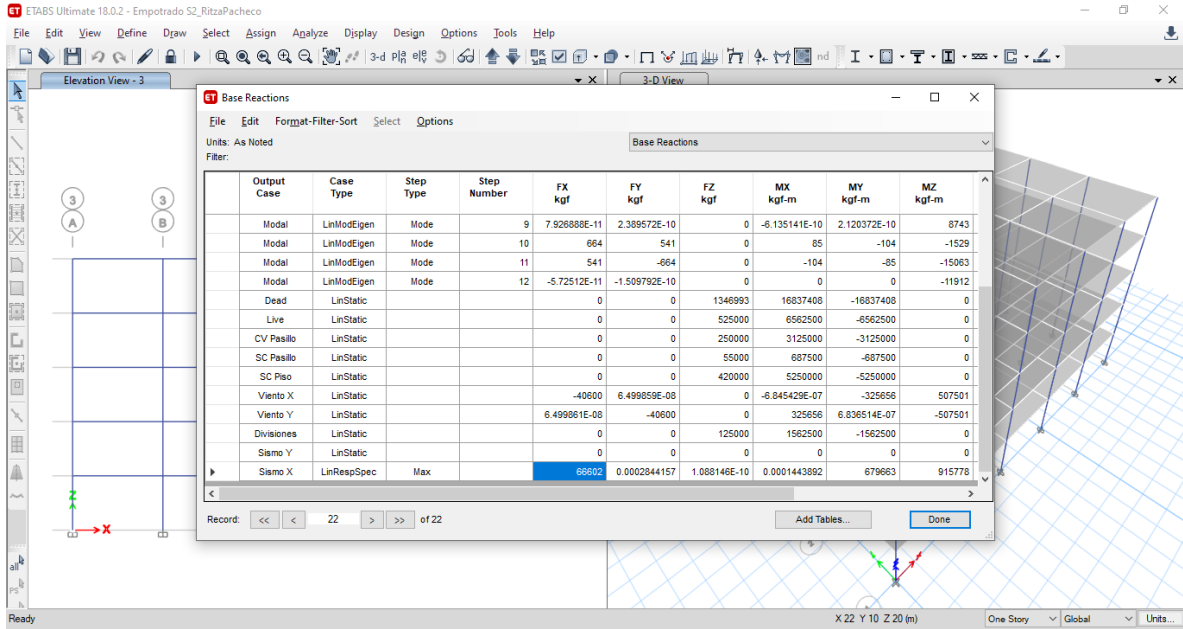 ETABS Ultimate 18.0.2 - Empotrado S2_RitzaPacheco
File Edit View Define Draw Select Assign Analyze Display Design Options Tools Help
3-d nd
Elevation View - 3
3-D View
Base Reactions
File Edit Format-Filter-Sort Select Options
Units: As Noted Base Reactions
Filter:
Output Case Case Type Step Type Step Number FX kgf FY kgf FZ kgf MX kgf-m MY kgf-m MZ kgf-m
Modal LinModEigen Mode 9 7.926888E-11 2.389572E-10 0 -6.135141E-10 2.120372E-10 8743
Modal LinModEigen Mode 10 664 541 0 85 -104 -1529
Modal LinModEigen Mode 11 541 -664 0 -104 -85 -15063
Modal LinModEigen Mode 12 -5.72512E-11 -1.509792E-10 0 0 0 -11912
Dead LinStatic 0 0 1346993 16837408 -16837408 0
Live LinStatic 0 0 525000 6562500 -6562500 0
CV Pasillo LinStatic 0 0 250000 3125000 -3125000 0
SC Pasillo LinStatic 0 0 55000 687500 -687500 0
SC Piso LinStatic 0 0 420000 5250000 -5250000 0
Viento X LinStatic -40600 6.499859E-08 0 -6.845429E-07 -325656 507501
Viento Y LinStatic 6.499861E-08 -40600 0 325656 6.836514E-07 -507501
Divisiones LinStatic 0 0 125000 1562500 -1562500 0
Sismo Y LinStatic 0 0 0 0 0 0
Sismo X LinRespSpec Max 66602 0.0002844157 1.088146E-10 0.0001443892 679663 915778
Record: << < 22 > >> of 22 Add Tables... Done
3 3
A B
Z
X
all
Ready X 22 Y 10 Z 20 (m) One Story Global Units...